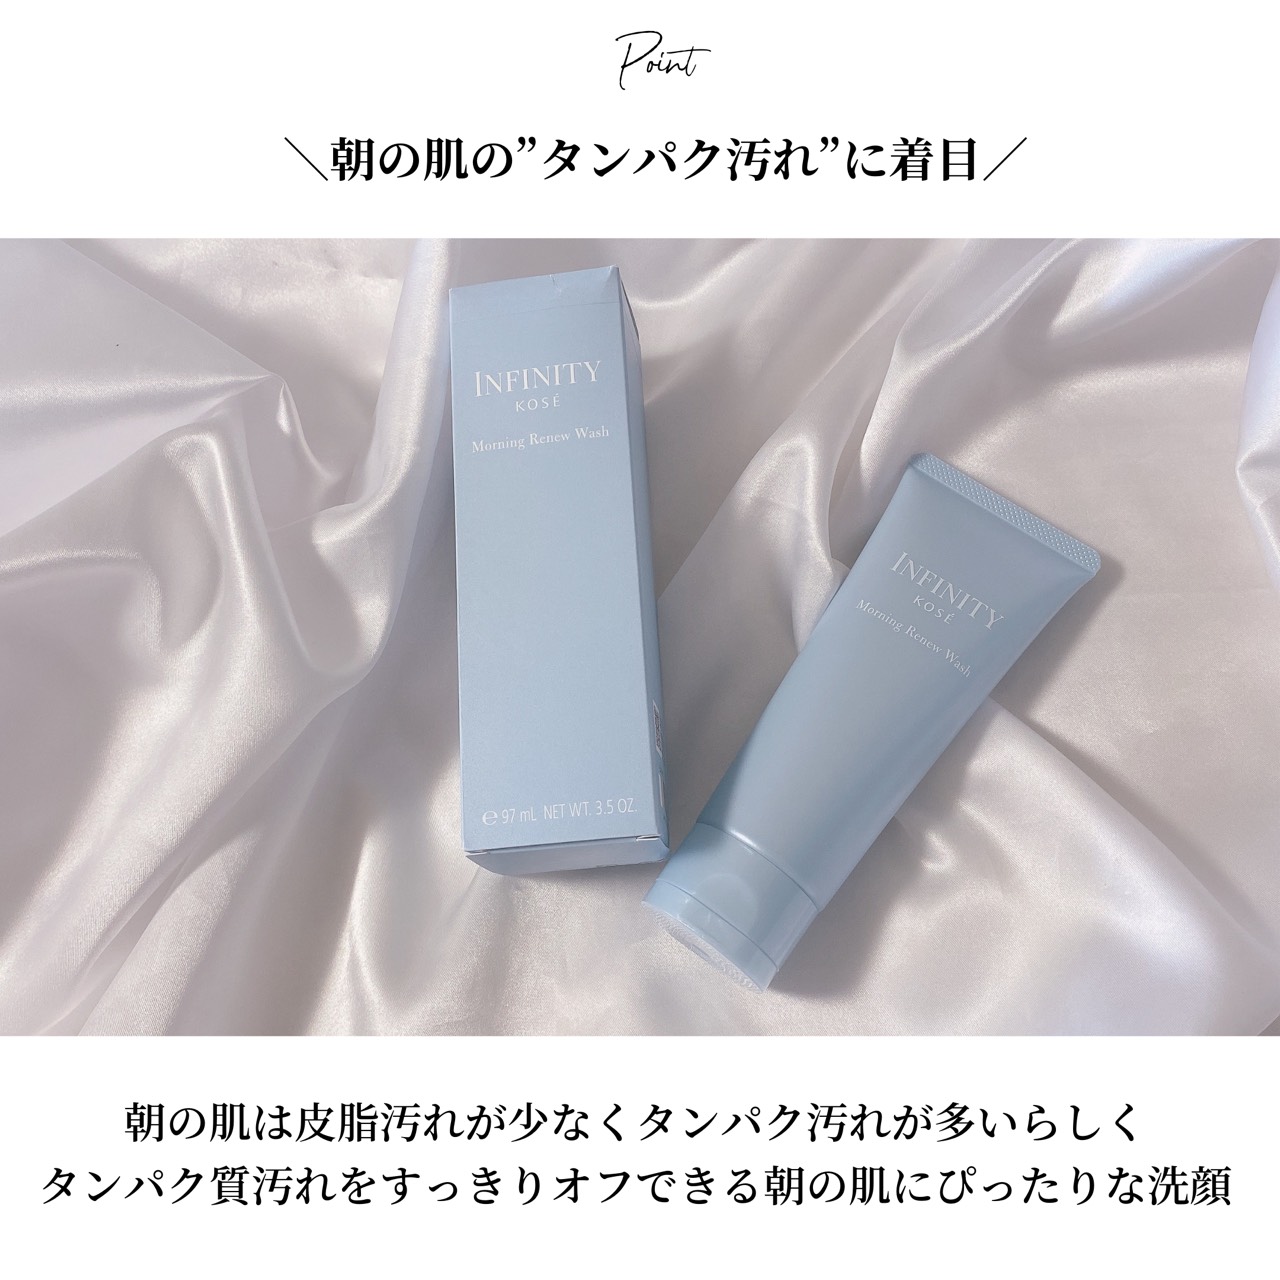 Point
＼朝の肌の”タンパク汚れ”に着目／
INFINITY
KOSÉ
Morning Renew Wash
℮ 97 mL NET WT. 3.5 OZ.
INFINITY
KOSÉ
Morning Renew Wash
朝の肌は皮脂汚れが少なくタンパク汚れが多いらしく
タンパク質汚れをすっきりオフできる朝の肌にぴったりな洗顔